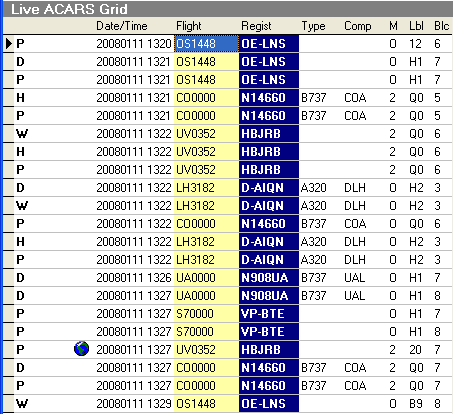 Live ACARS Grid
Date/Time Flight Regist Type Comp M Lbl Blc
P 20080111 1320 OS1448 OE-LNS 0 12 6
D 20080111 1321 OS1448 OE-LNS 0 H1 7
P 20080111 1321 OS1448 OE-LNS 0 H1 7
H 20080111 1321 CO0000 N14660 B737 COA 2 Q0 5
P 20080111 1321 CO0000 N14660 B737 COA 2 Q0 5
W 20080111 1322 UV0352 HBJRB 2 Q0 6
H 20080111 1322 UV0352 HBJRB 2 Q0 6
P 20080111 1322 UV0352 HBJRB 2 Q0 6
D 20080111 1322 LH3182 D-AIQN A320 DLH 0 H2 3
W 20080111 1322 LH3182 D-AIQN A320 DLH 0 H2 3
P 20080111 1322 CO0000 N14660 B737 COA 0 Q0 6
H 20080111 1322 LH3182 D-AIQN A320 DLH 0 H2 3
P 20080111 1322 LH3182 D-AIQN A320 DLH 0 H2 3
D 20080111 1326 UA0000 N908UA B737 UAL 0 H1 7
D 20080111 1327 UA0000 N908UA B737 UAL 0 H1 8
P 20080111 1327 S70000 VP-BTE 0 H1 7
P 20080111 1327 S70000 VP-BTE 0 H1 8
P 20080111 1327 UV0352 HBJRB 2 20 7
D 20080111 1327 CO0000 N14660 B737 COA 2 Q0 7
P 20080111 1327 CO0000 N14660 B737 COA 2 Q0 7
W 20080111 1329 OS1448 OE-LNS 0 B9 8